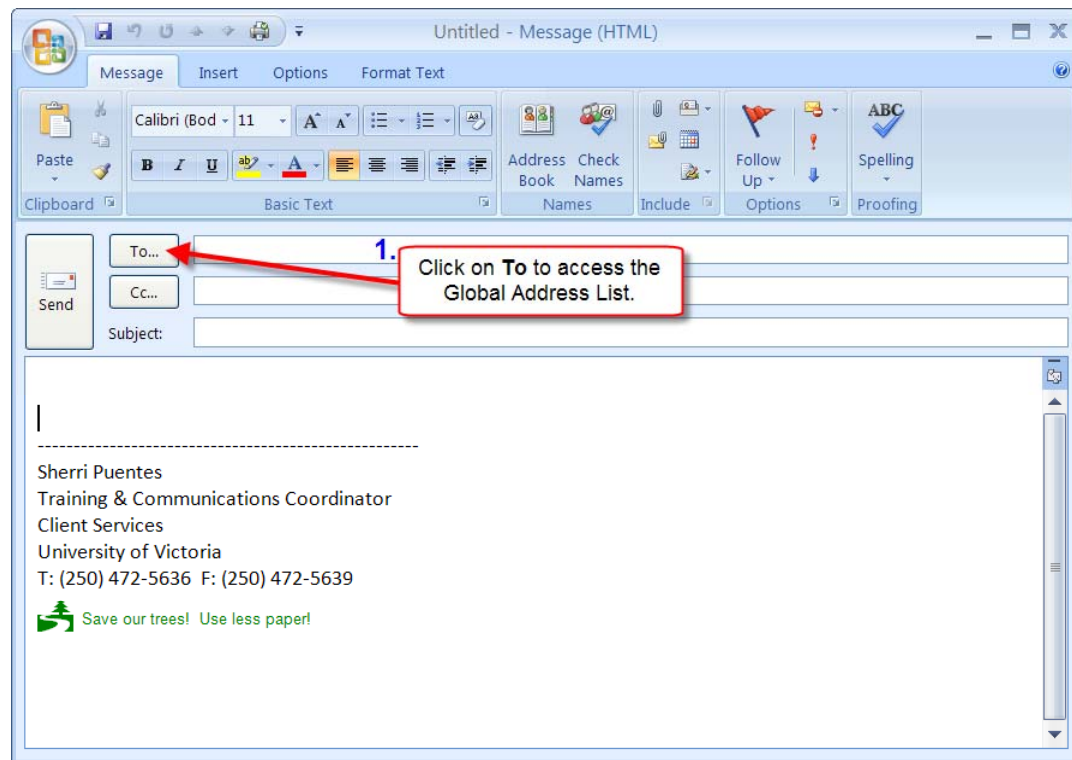 Untitled - Message (HTML)
Message Insert Options Format Text
Calibri (Bod 11 A A
Paste B I U ab A Address Book Check Names Follow Up ABC Spelling
Clipboard Basic Text Names Include Options Proofing
To... 1.
Click on To to access the
Global Address List.
Send
Cc...
Subject:
----------------------------------------------------
Sherri Puentes
Training & Communications Coordinator
Client Services
University of Victoria
T: (250) 472-5636 F: (250) 472-5639
Save our trees! Use less paper!